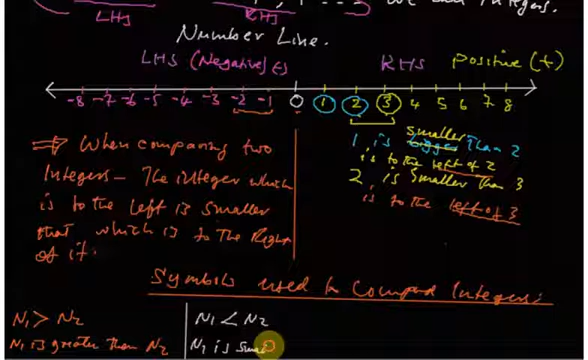 we call Integers.
LHS RHS
Number Line.
LHS (Negative) (-) RHS Positive (+)
-8 -7 -6 -5 -4 -3 -2 -1 0 1 2 3 4 5 6 7 8
⇒ When comparing two
Integers - The integer which
is to the left is smaller
that which is to the Right
of it.
smaller
1, is bigger than 2
is to the left of 2
2, is smaller than 3
is to the left of 3
Symbols used to Compare Integers:
N1 > N2
N1 is greater than N2
N1 < N2
N1 is sma